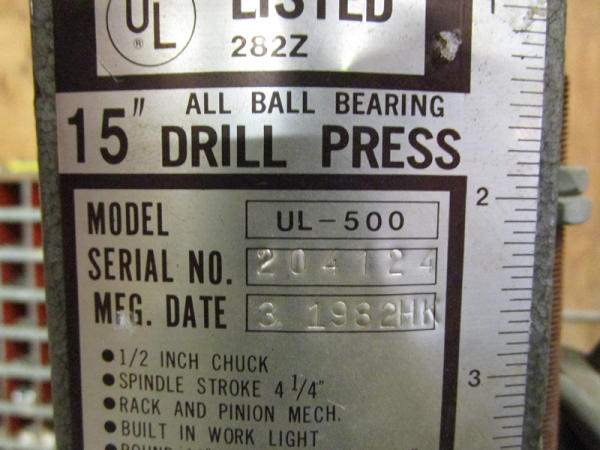 UL
®
LISTED
282Z
1
15" ALL BALL BEARING
DRILL PRESS
2
MODEL UL-500
SERIAL NO. 204124
MFG. DATE 3 1982HK
• 1/2 INCH CHUCK
• SPINDLE STROKE 4 1/4"
3
• RACK AND PINION MECH.
• BUILT IN WORK LIGHT